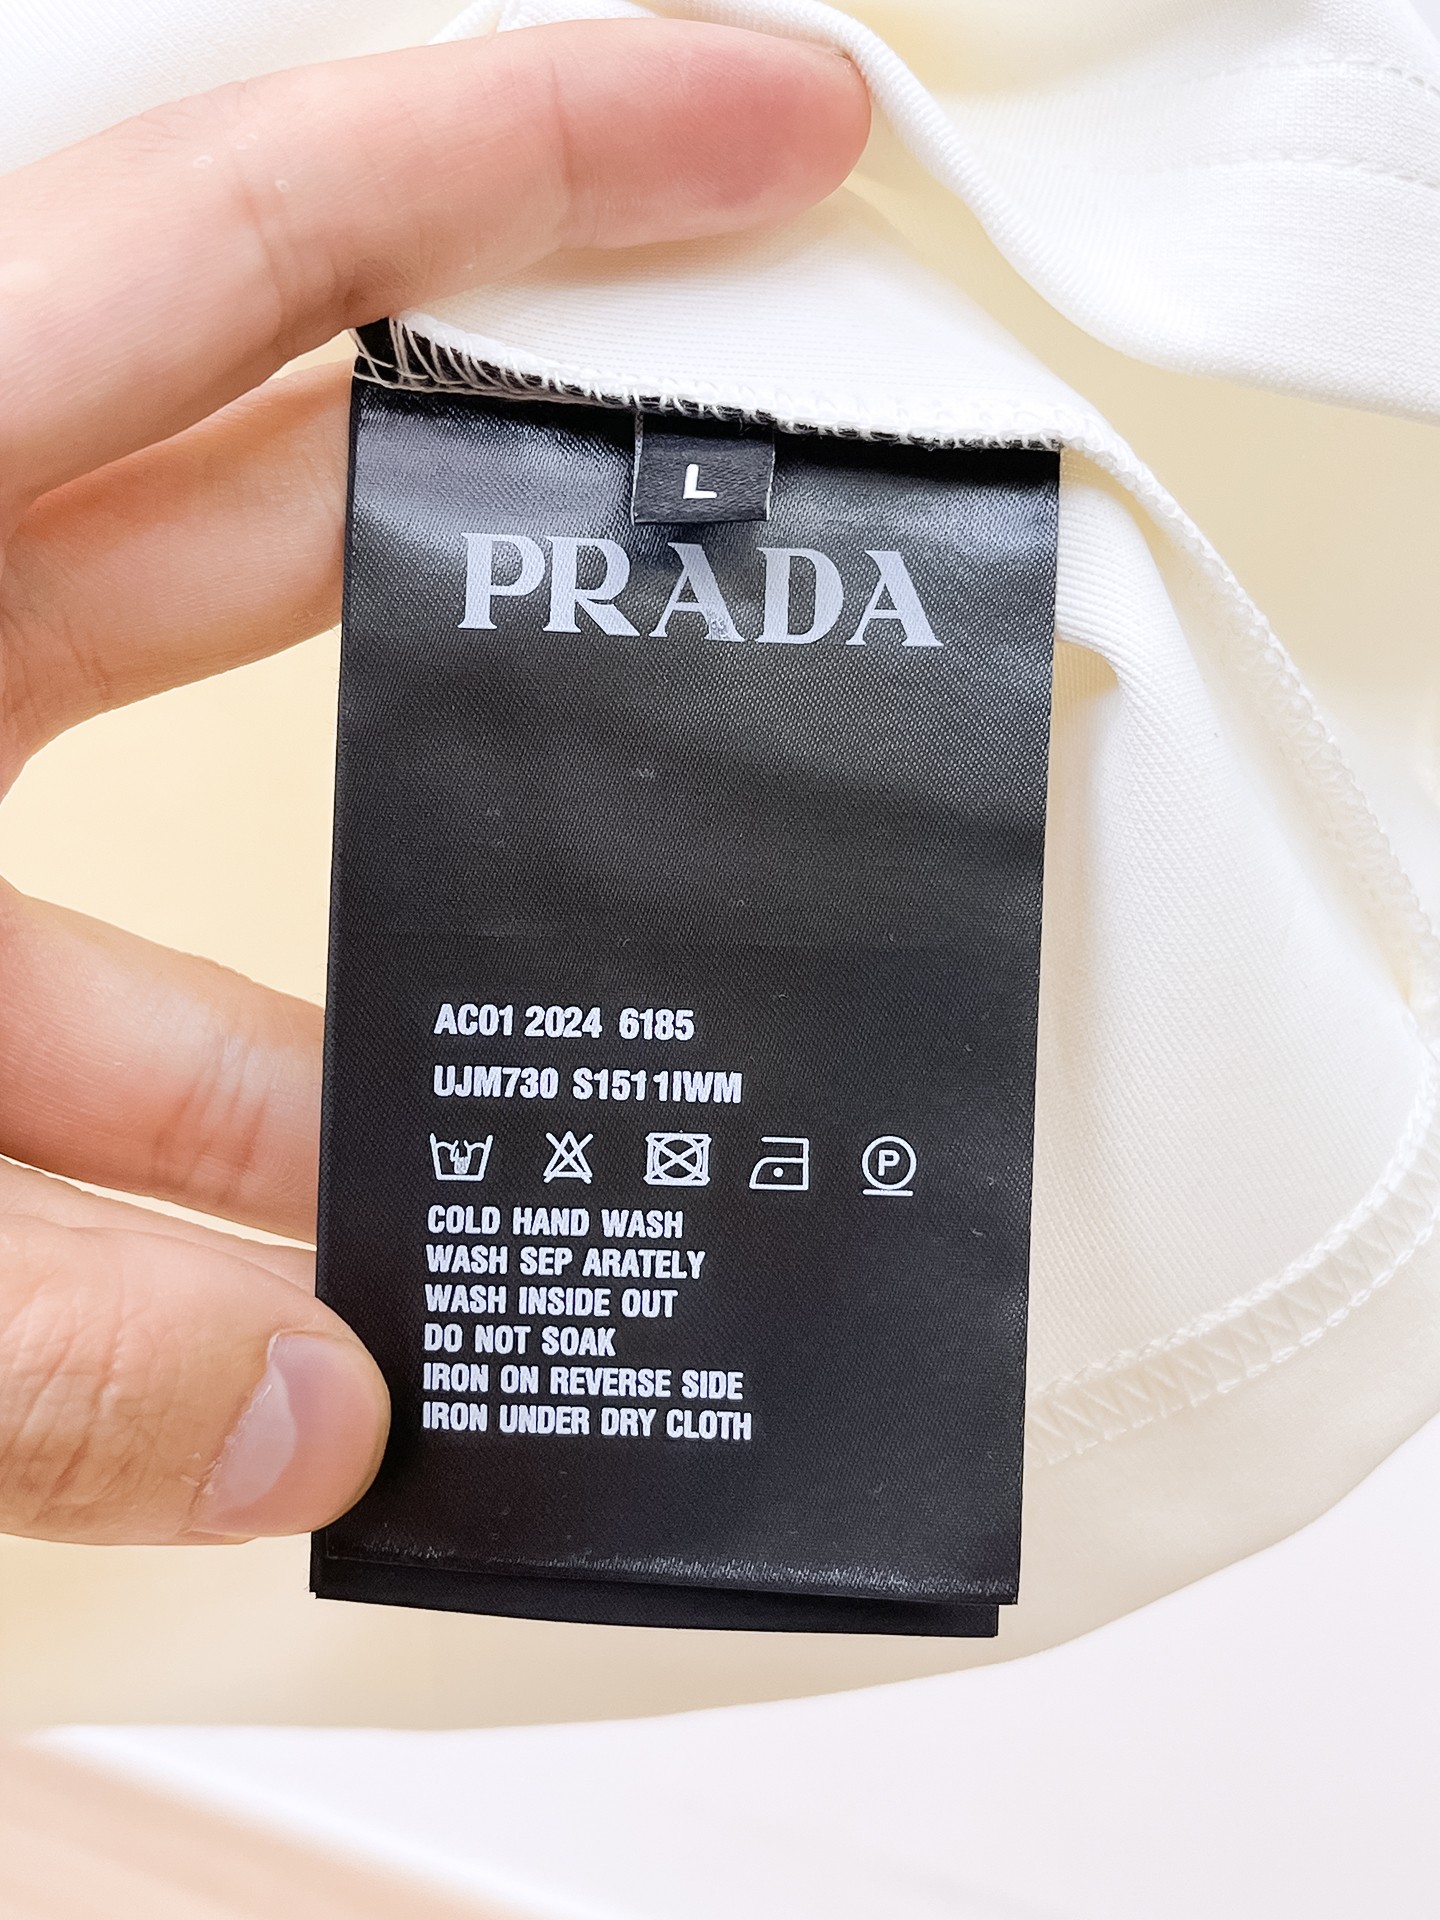 L
PRADA
AC01 2024 6185
UJM730 S1511IWM
P
COLD HAND WASH
WASH SEP ARATELY
WASH INSIDE OUT
DO NOT SOAK
IRON ON REVERSE SIDE
IRON UNDER DRY CLOTH